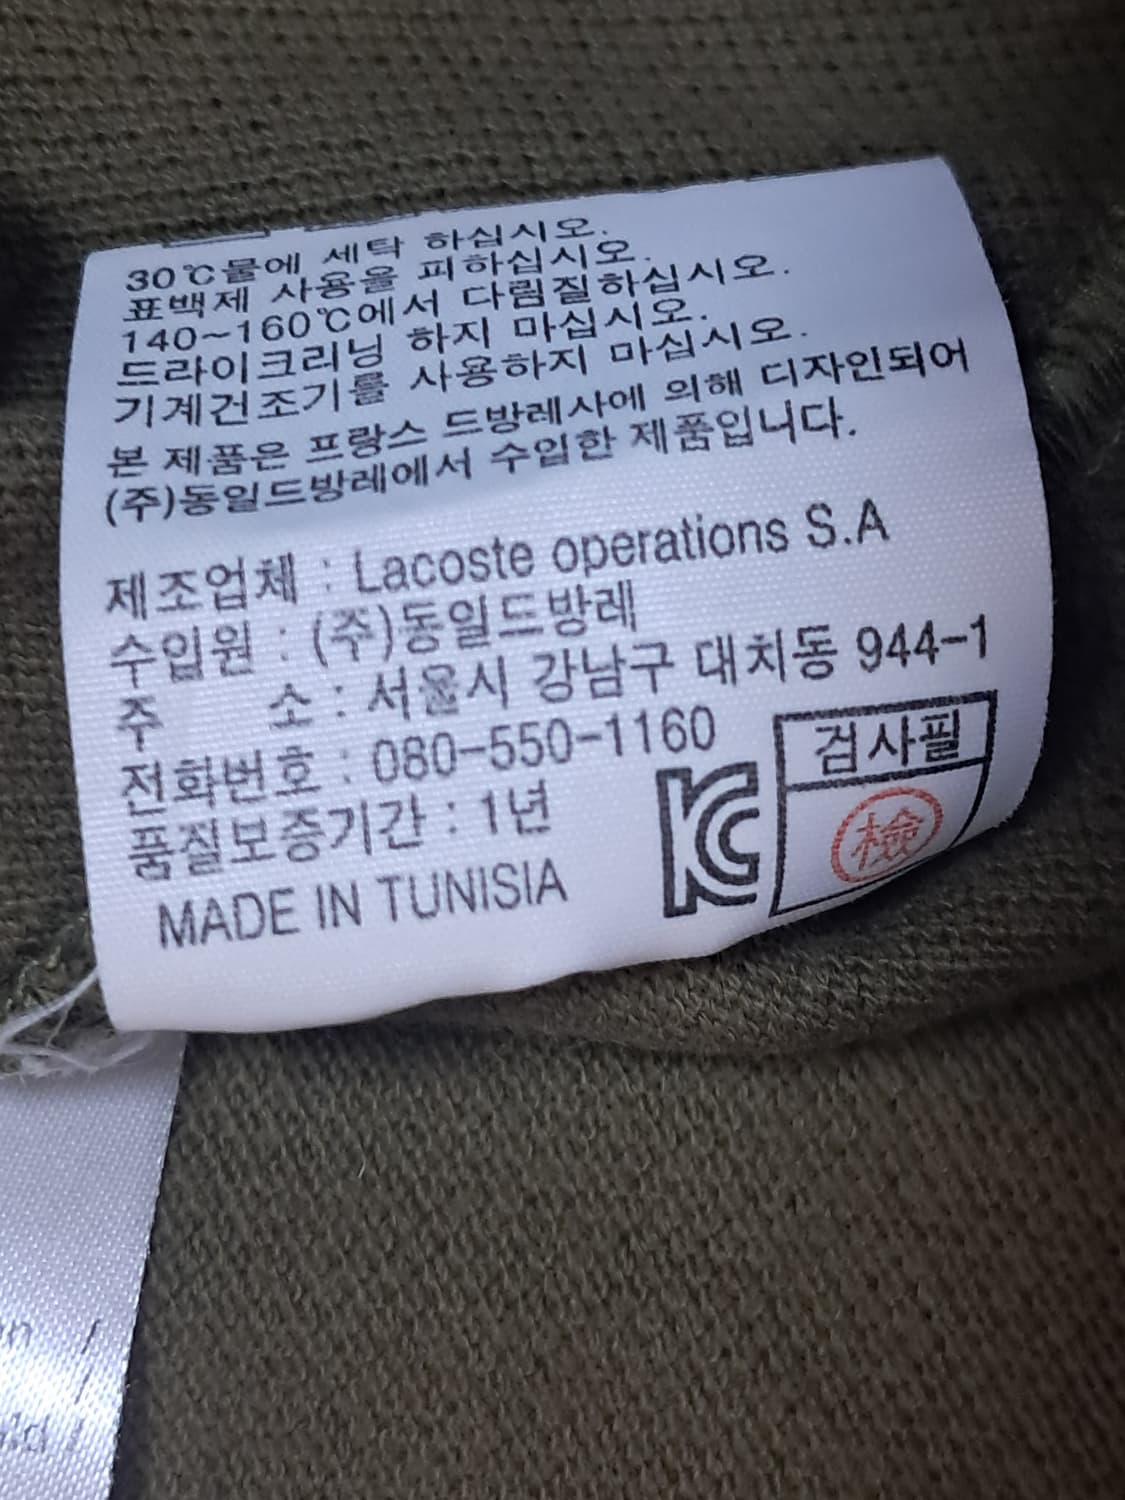 30℃물에 세탁 하십시오.
표백제 사용을 피하십시오.
140~160℃에서 다림질하십시오.
드라이크리닝 하지 마십시오.
기계건조기를 사용하지 마십시오.
본 제품은 프랑스 드방레사에 의해 디자인되어
(주)동일드방레에서 수입한 제품입니다.
제조업체 : Lacoste operations S.A
수입원 : (주)동일드방레
주 소 : 서울시 강남구 대치동 944-1
전화번호 : 080-550-1160
품질보증기간 : 1년
MADE IN TUNISIA
KC
검사필
檢